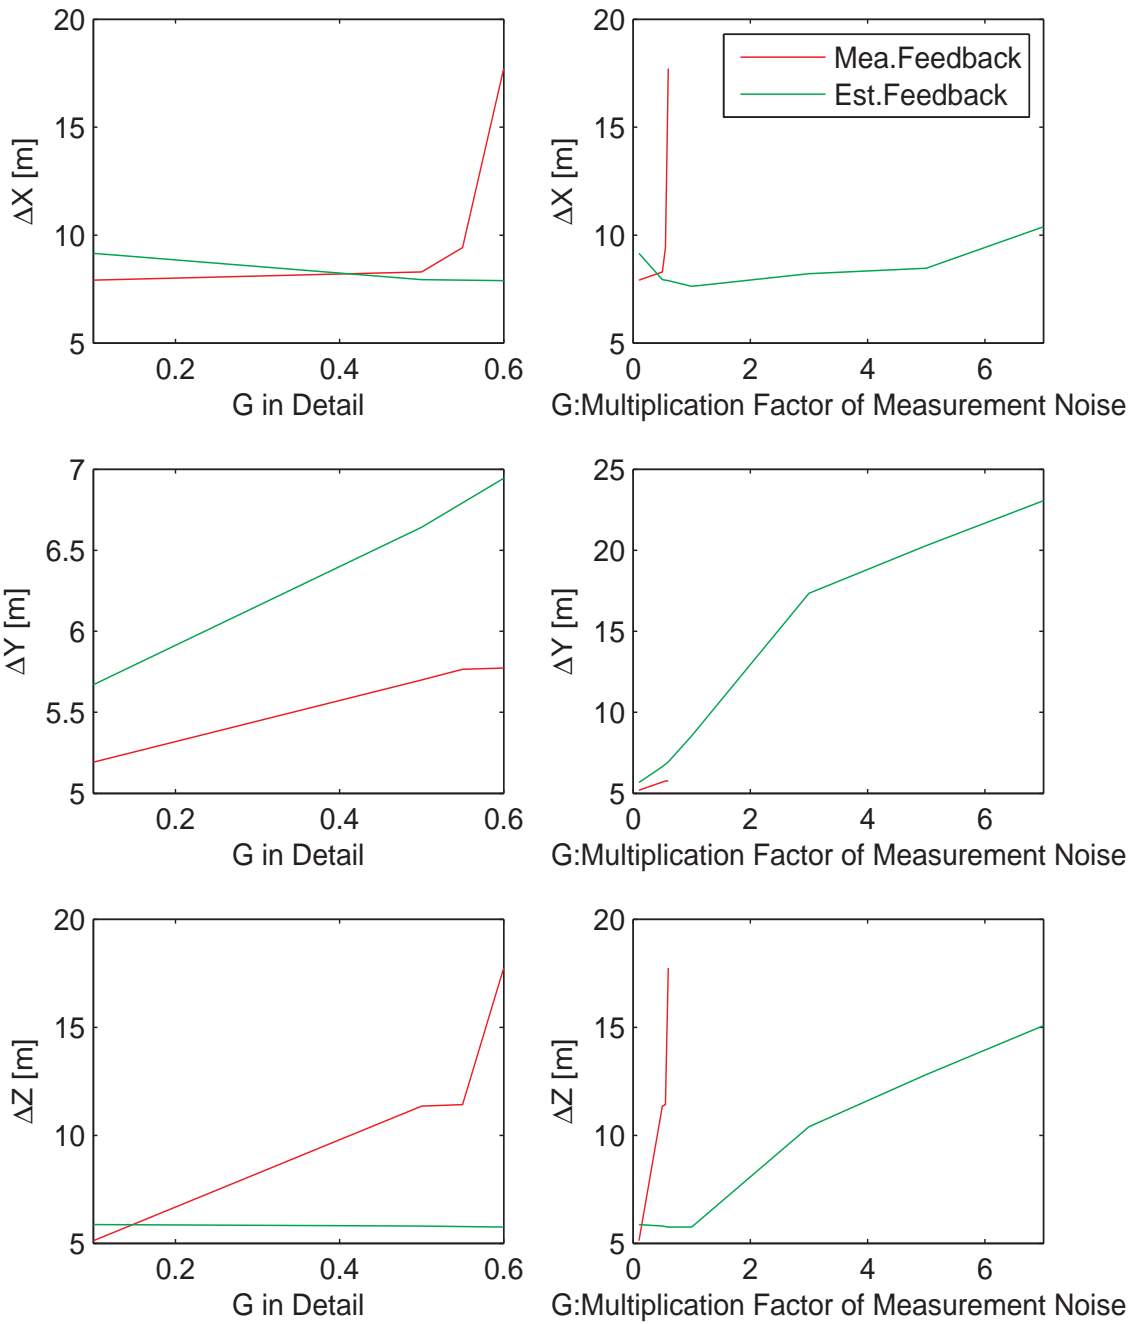 20
15
10
5
ΔX [m]
0.2 0.4 0.6
G in Detail
20
15
10
5
ΔX [m]
0 2 4 6
G:Multiplication Factor of Measurement Noise
Mea.Feedback
Est.Feedback
7
6.5
6
5.5
5
ΔY [m]
0.2 0.4 0.6
G in Detail
25
20
15
10
5
ΔY [m]
0 2 4 6
G:Multiplication Factor of Measurement Noise
20
15
10
5
ΔZ [m]
0.2 0.4 0.6
G in Detail
20
15
10
5
ΔZ [m]
0 2 4 6
G:Multiplication Factor of Measurement Noise